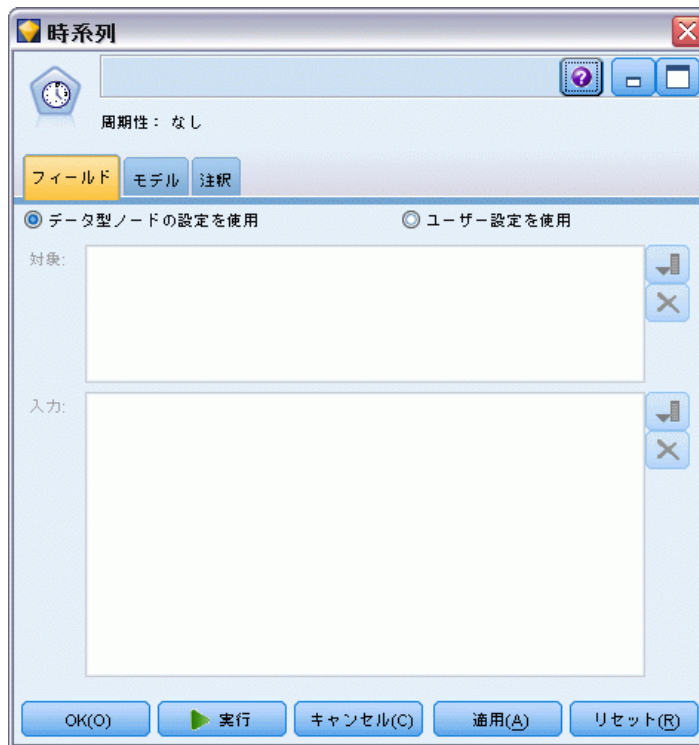 時系列
周期性： なし
フィールド モデル 注釈
データ型ノードの設定を使用 ユーザー設定を使用
対象:
入力:
OK(O) 実行 キャンセル(C) 適用(A) リセット(R)